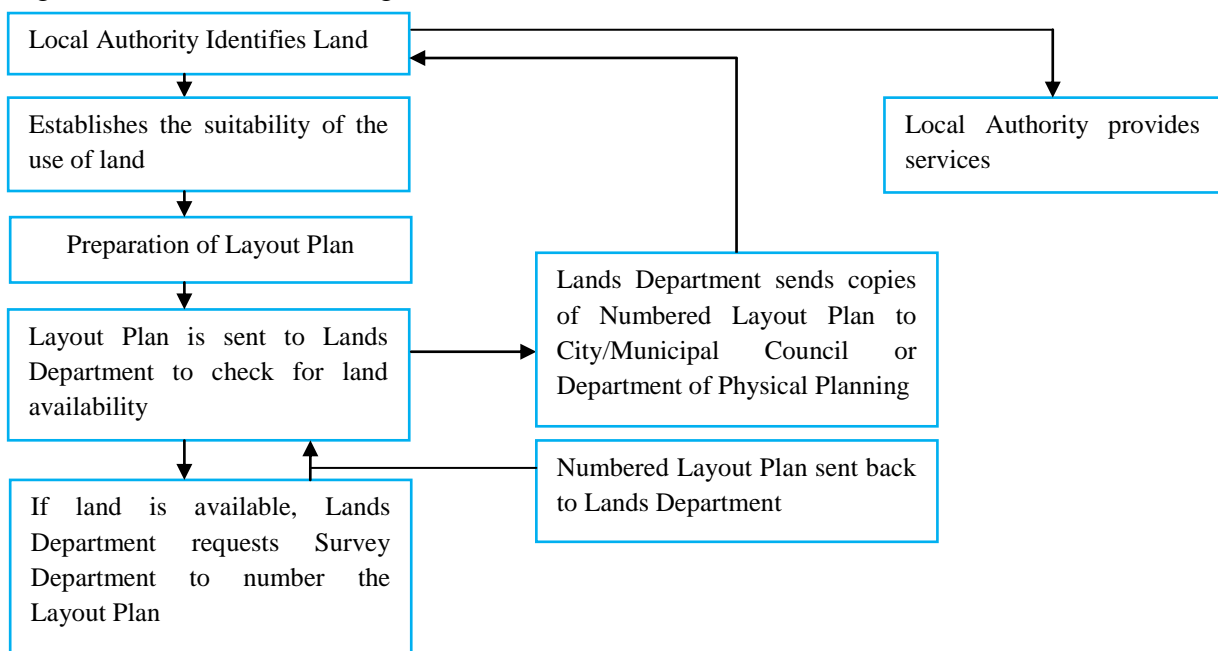 Local Authority Identifies Land
Establishes the suitability of the
use of land
Local Authority provides
services
Preparation of Layout Plan
Layout Plan is sent to Lands
Department to check for land
availability
Lands Department sends copies
of Numbered Layout Plan to
City/Municipal Council or
Department of Physical Planning
If land is available, Lands
Department requests Survey
Department to number the
Layout Plan
Numbered Layout Plan sent back
to Lands Department